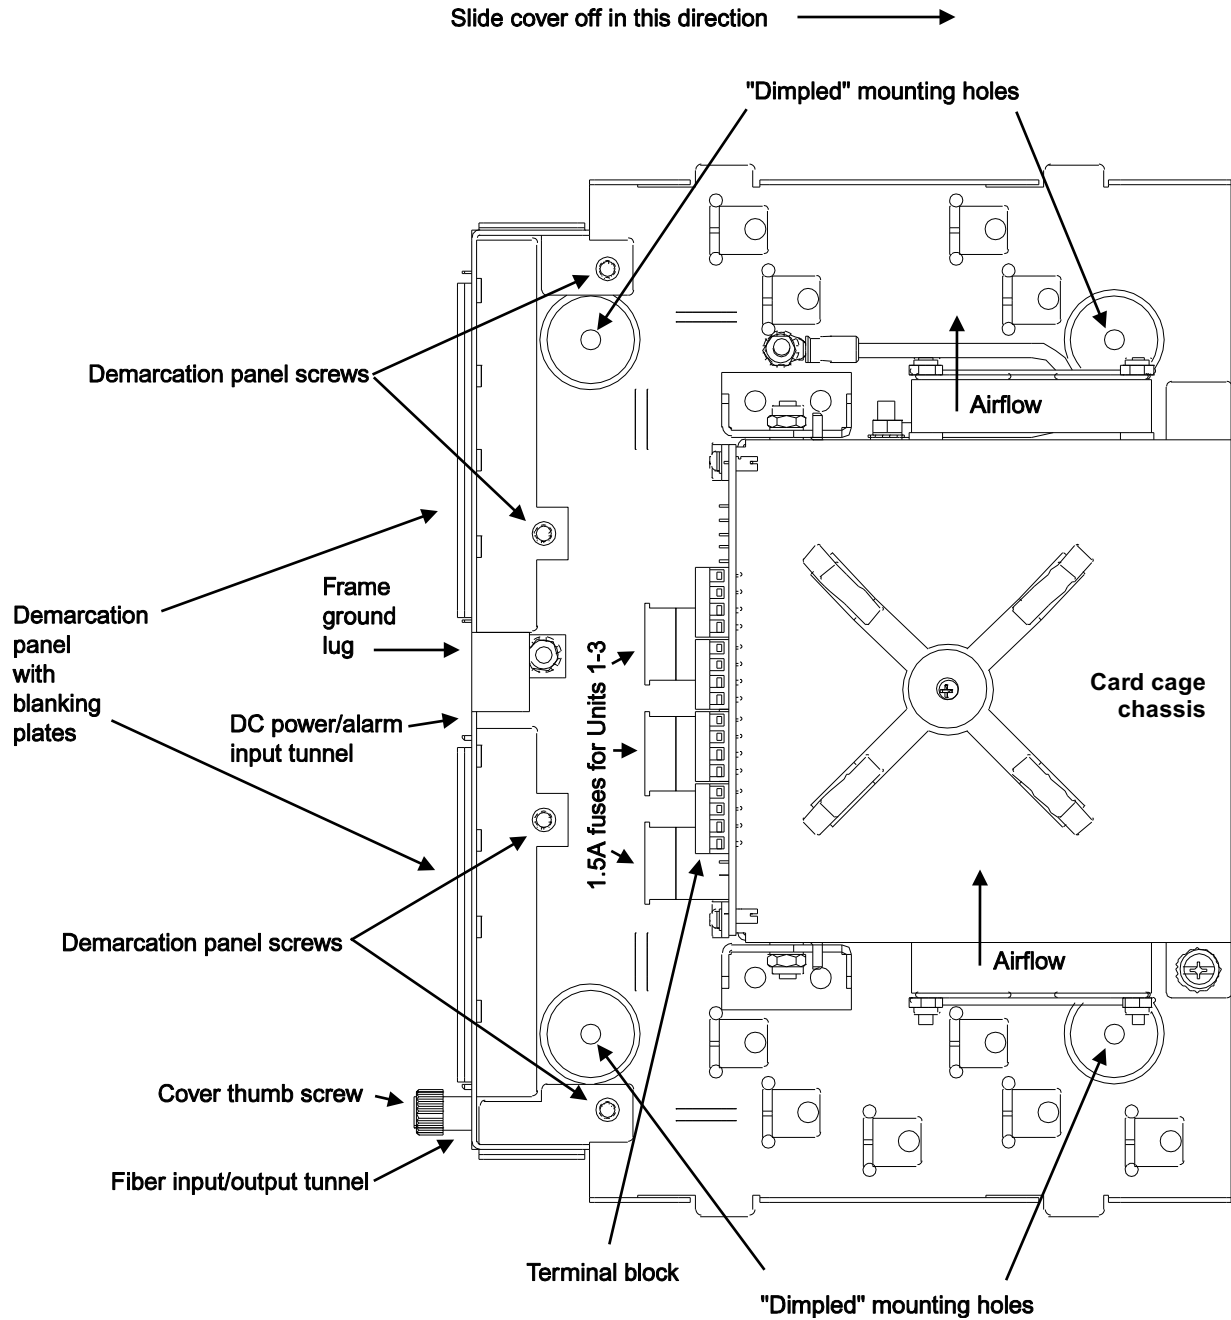 Slide cover off in this direction
"Dimpled" mounting holes
Demarcation panel screws
Airflow
Frame
ground
lug
Demarcation
panel
with
blanking
plates
1.5A fuses for Units 1-3
Card cage
chassis
DC power/alarm
input tunnel
Demarcation panel screws
Airflow
Cover thumb screw
Fiber input/output tunnel
Terminal block
"Dimpled" mounting holes